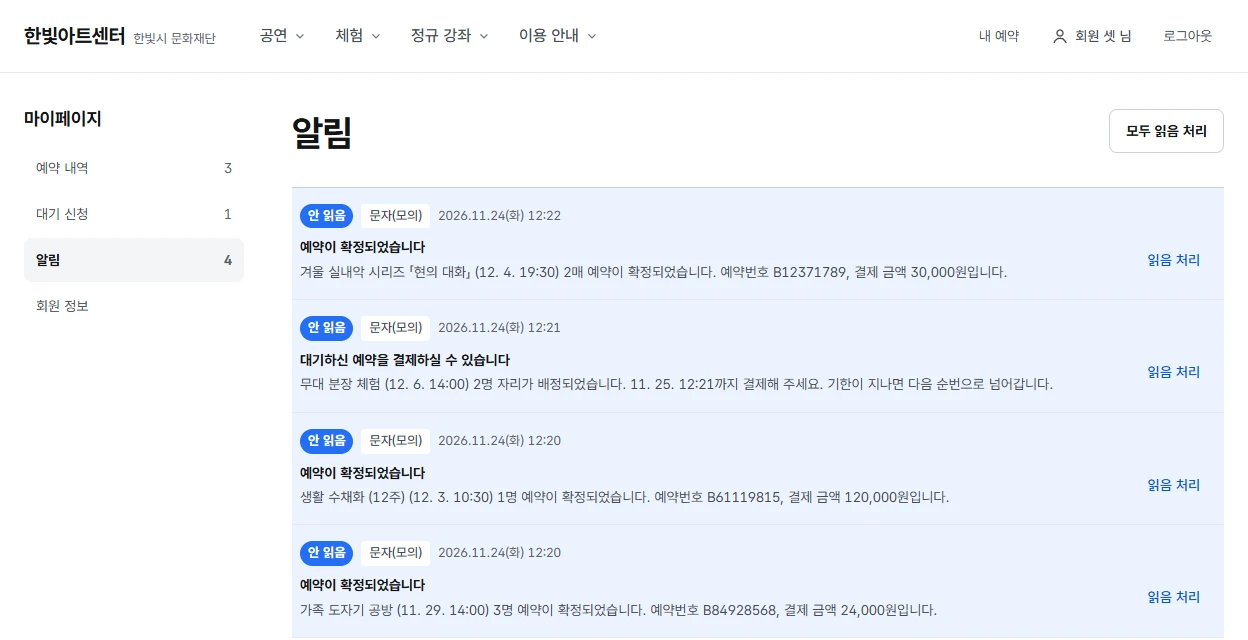 한빛아트센터 한빛시 문화재단 공연 체험 정규 강좌 이용 안내 내 예약 회원 셋 님 로그아웃
마이페이지
예약 내역 3
대기 신청 1
알림 4
회원 정보
알림
모두 읽음 처리
안 읽음 문자(모의) 2026.11.24(화) 12:22
예약이 확정되었습니다
겨울 실내악 시리즈 「현의 대화」 (12. 4. 19:30) 2매 예약이 확정되었습니다. 예약번호 B12371789, 결제 금액 30,000원입니다.
읽음 처리
안 읽음 문자(모의) 2026.11.24(화) 12:21
대기하신 예약을 결제하실 수 있습니다
무대 분장 체험 (12. 6. 14:00) 2명 자리가 배정되었습니다. 11. 25. 12:21까지 결제해 주세요. 기한이 지나면 다음 순번으로 넘어갑니다.
읽음 처리
안 읽음 문자(모의) 2026.11.24(화) 12:20
예약이 확정되었습니다
생활 수채화 (12주) (12. 3. 10:30) 1명 예약이 확정되었습니다. 예약번호 B61119815, 결제 금액 120,000원입니다.
읽음 처리
안 읽음 문자(모의) 2026.11.24(화) 12:20
예약이 확정되었습니다
가족 도자기 공방 (11. 29. 14:00) 3명 예약이 확정되었습니다. 예약번호 B84928568, 결제 금액 24,000원입니다.
읽음 처리